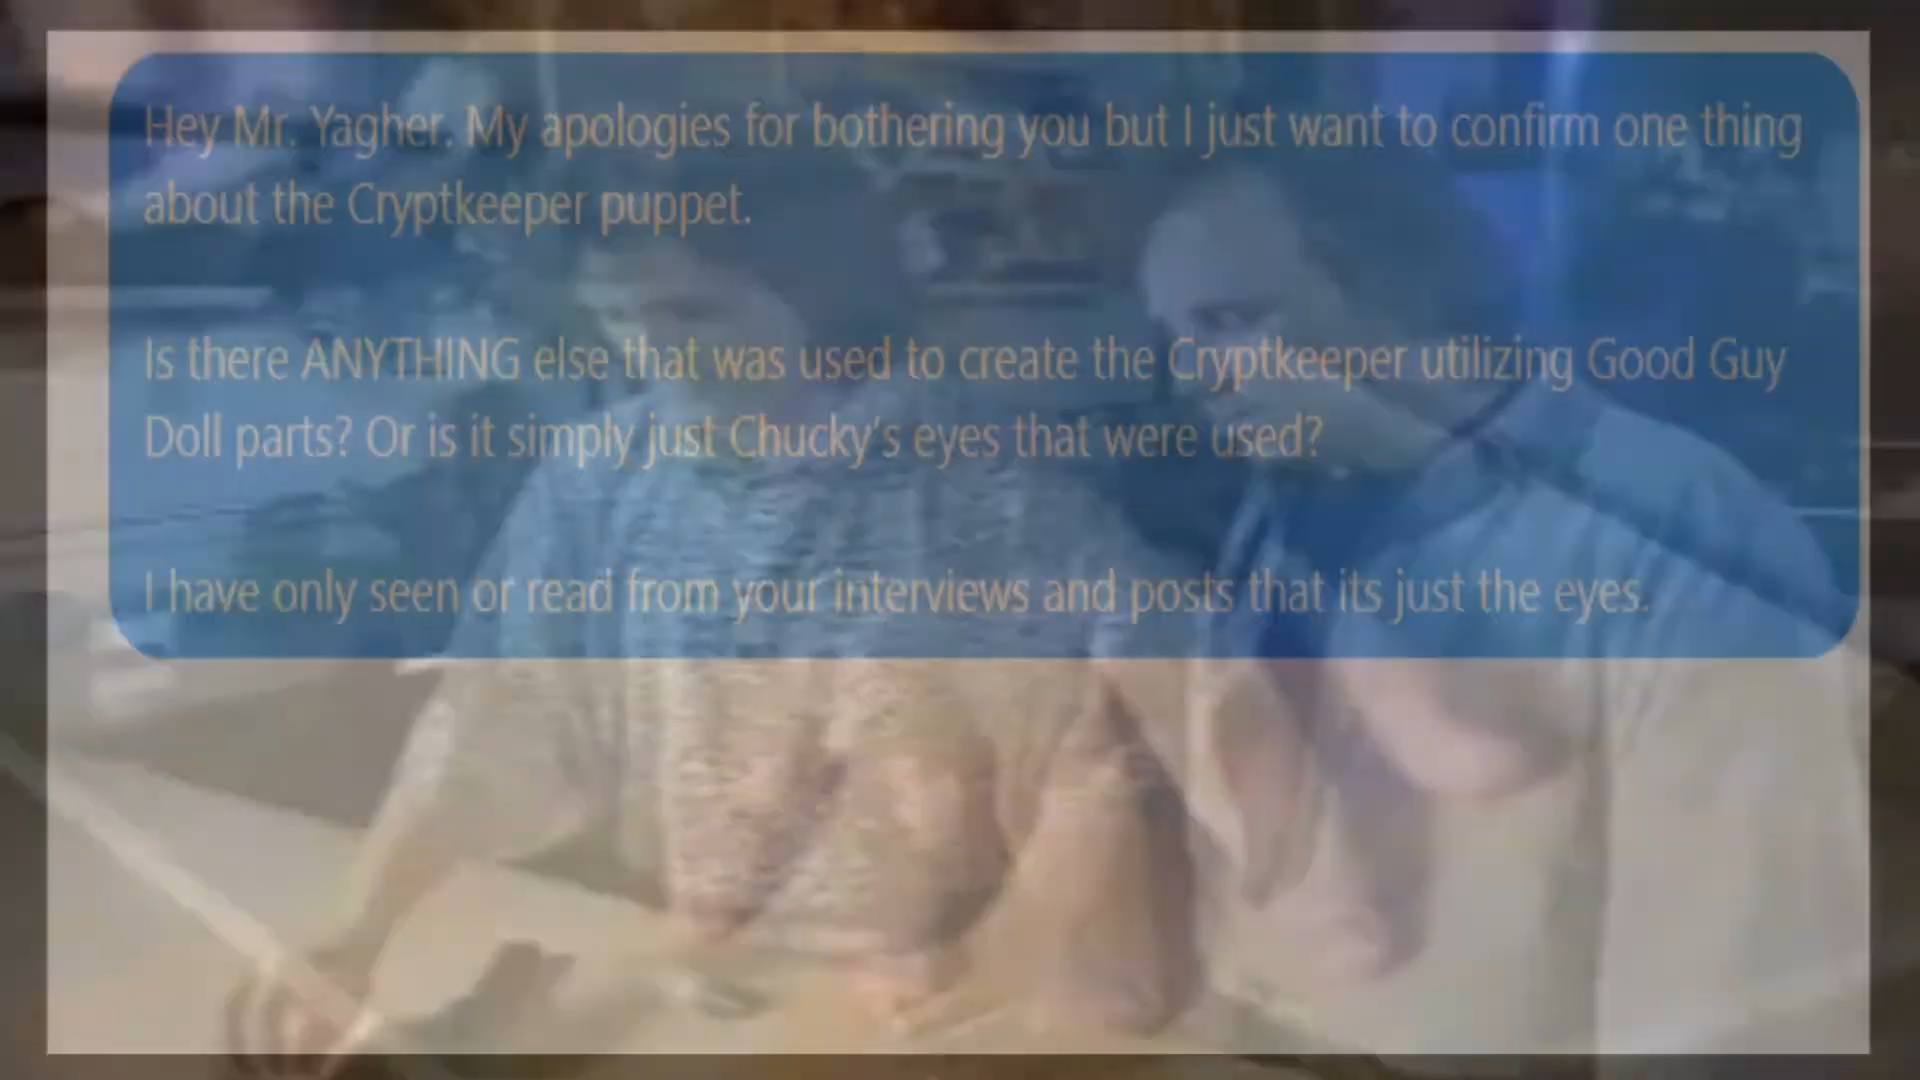 Hey Mr. Yagher. My apologies for bothering you but I just want to confirm one thing
about the Cryptkeeper puppet.
Is there ANYTHING else that was used to create the Cryptkeeper utilizing Good Guy
Doll parts? Or is it simply just Chucky's eyes that were used?
I have only seen or read from your interviews and posts that its just the eyes.